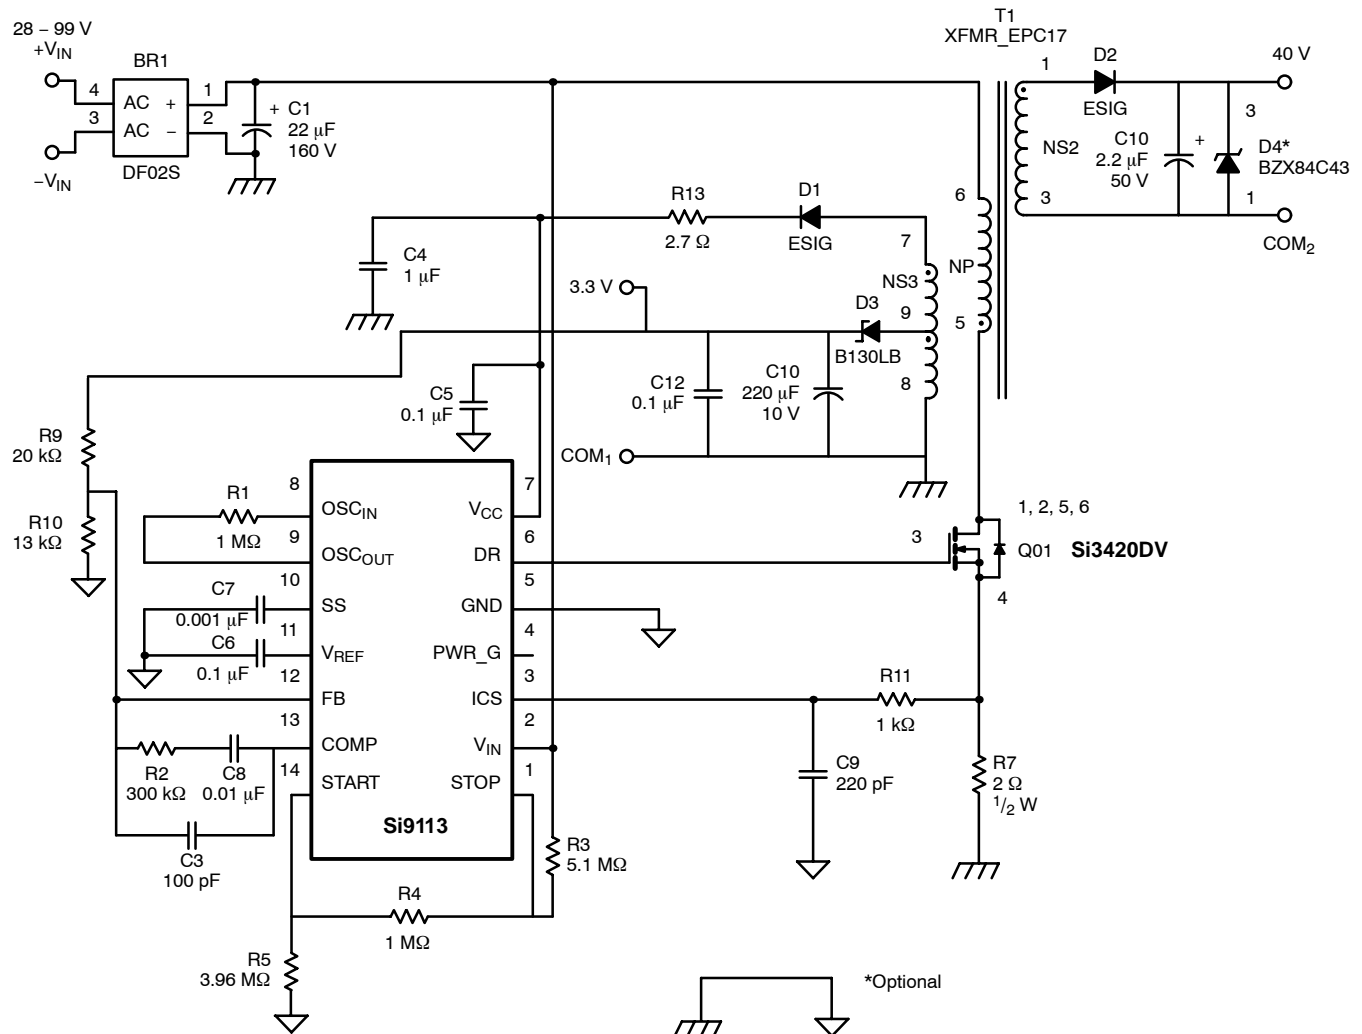 28 – 99 V
+VIN
–VIN
BR1
4
3
AC +
AC –
1
2
DF02S
+ C1
22 µF
160 V
T1
XFMR_EPC17
1
D2
ESIG
40 V
NS2
C10
2.2 µF
50 V
+
3
D4*
BZX84C43
3
1
COM2
6
NP
5
R13
2.7 Ω
D1
ESIG
7
NS3
9
8
C4
1 µF
3.3 V
D3
B130LB
C5
0.1 µF
C12
0.1 µF
C10
220 µF
10 V
COM1
R9
20 kΩ
R10
13 kΩ
R1
1 MΩ
8
OSCIN
7
VCC
9
OSCOUT
6
DR
3
1, 2, 5, 6
Q01
Si3420DV
4
10
SS
5
GND
C7
0.001 µF
11
VREF
4
PWR_G
C6
0.1 µF
12
FB
3
ICS
R11
1 kΩ
13
COMP
2
VIN
R2
300 kΩ
C8
0.01 µF
14
START
1
STOP
C9
220 pF
R7
2 Ω
1/2 W
Si9113
C3
100 pF
R3
5.1 MΩ
R4
1 MΩ
R5
3.96 MΩ
*Optional